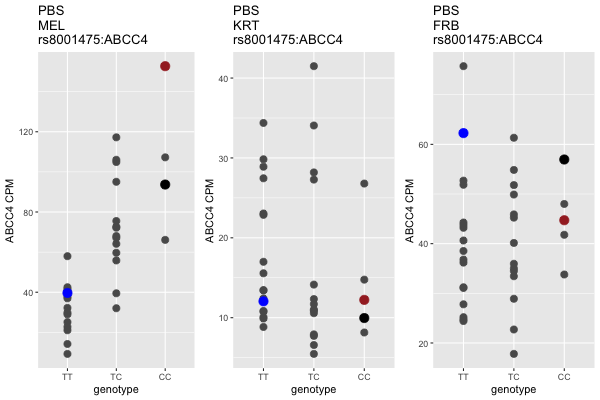 PBS
MEL
rs8001475:ABCC4
ABCC4 CPM
120
80
40
TT
TC
CC
genotype
PBS
KRT
rs8001475:ABCC4
ABCC4 CPM
40
30
20
10
TT
TC
CC
genotype
PBS
FRB
rs8001475:ABCC4
ABCC4 CPM
60
40
20
TT
TC
CC
genotype